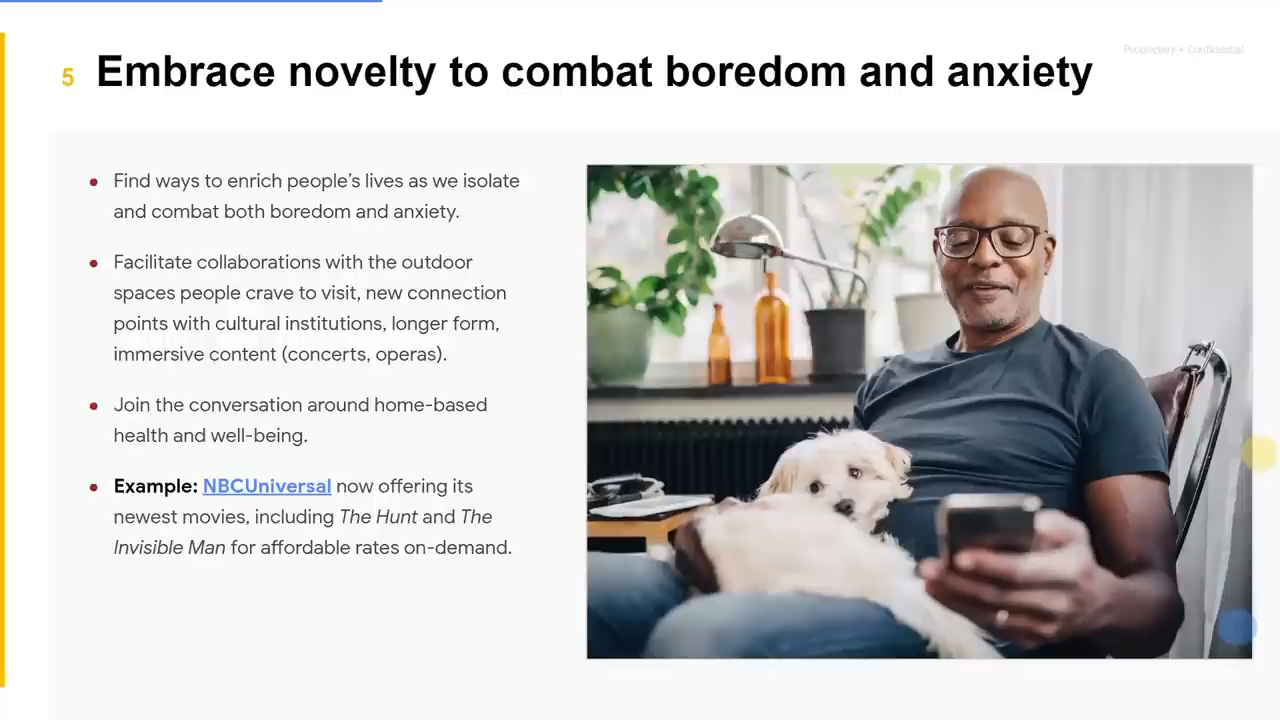 Proprietary + Confidential
5 Embrace novelty to combat boredom and anxiety
• Find ways to enrich people’s lives as we isolate
and combat both boredom and anxiety.
• Facilitate collaborations with the outdoor
spaces people crave to visit, new connection
points with cultural institutions, longer form,
immersive content (concerts, operas).
• Join the conversation around home-based
health and well-being.
• Example: NBCUniversal now offering its
newest movies, including The Hunt and The
Invisible Man for affordable rates on-demand.